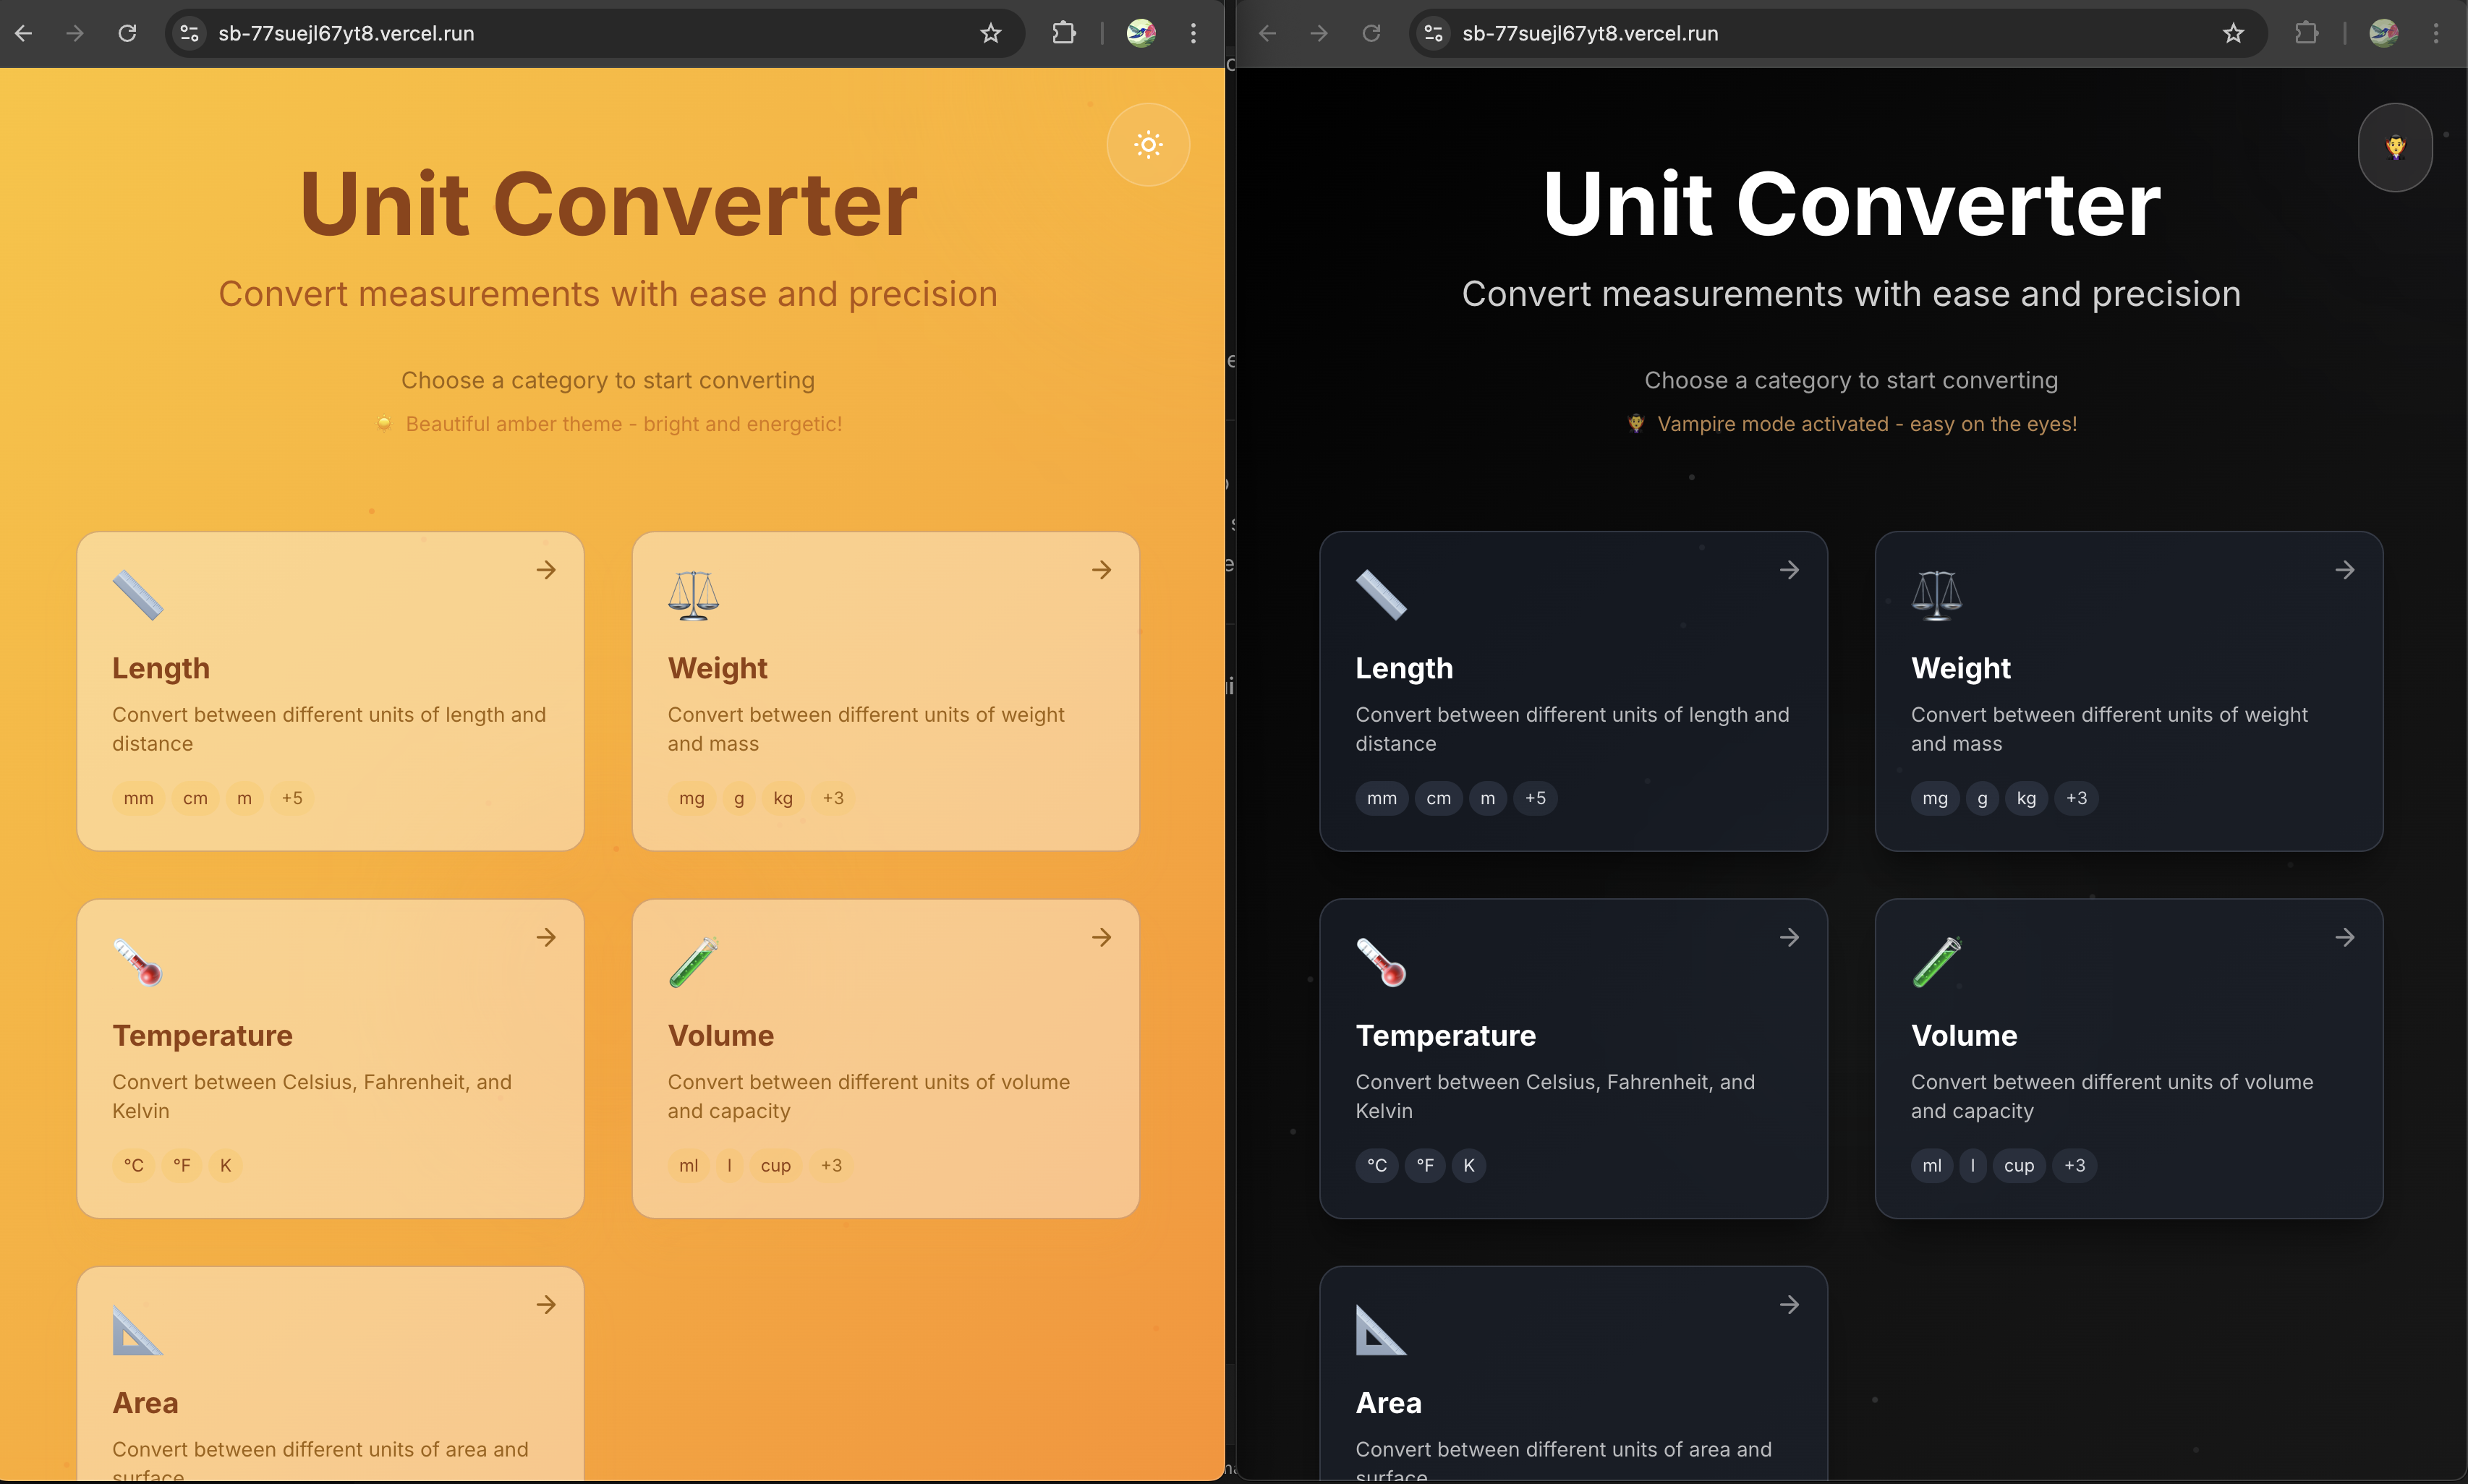 sb-77suejl67yt8.vercel.run
Unit Converter
Convert measurements with ease and precision
Choose a category to start converting
Beautiful amber theme - bright and energetic!
Length
Convert between different units of length and
distance
mm cm m +5
Weight
Convert between different units of weight
and mass
mg g kg +3
Temperature
Convert between Celsius, Fahrenheit, and
Kelvin
°C °F K
Volume
Convert between different units of volume
and capacity
ml l cup +3
Area
Convert between different units of area and
surface
sb-77suejl67yt8.vercel.run
Unit Converter
Convert measurements with ease and precision
Choose a category to start converting
Vampire mode activated - easy on the eyes!
Length
Convert between different units of length and
distance
mm cm m +5
Weight
Convert between different units of weight
and mass
mg g kg +3
Temperature
Convert between Celsius, Fahrenheit, and
Kelvin
°C °F K
Volume
Convert between different units of volume
and capacity
ml l cup +3
Area
Convert between different units of area and
surface